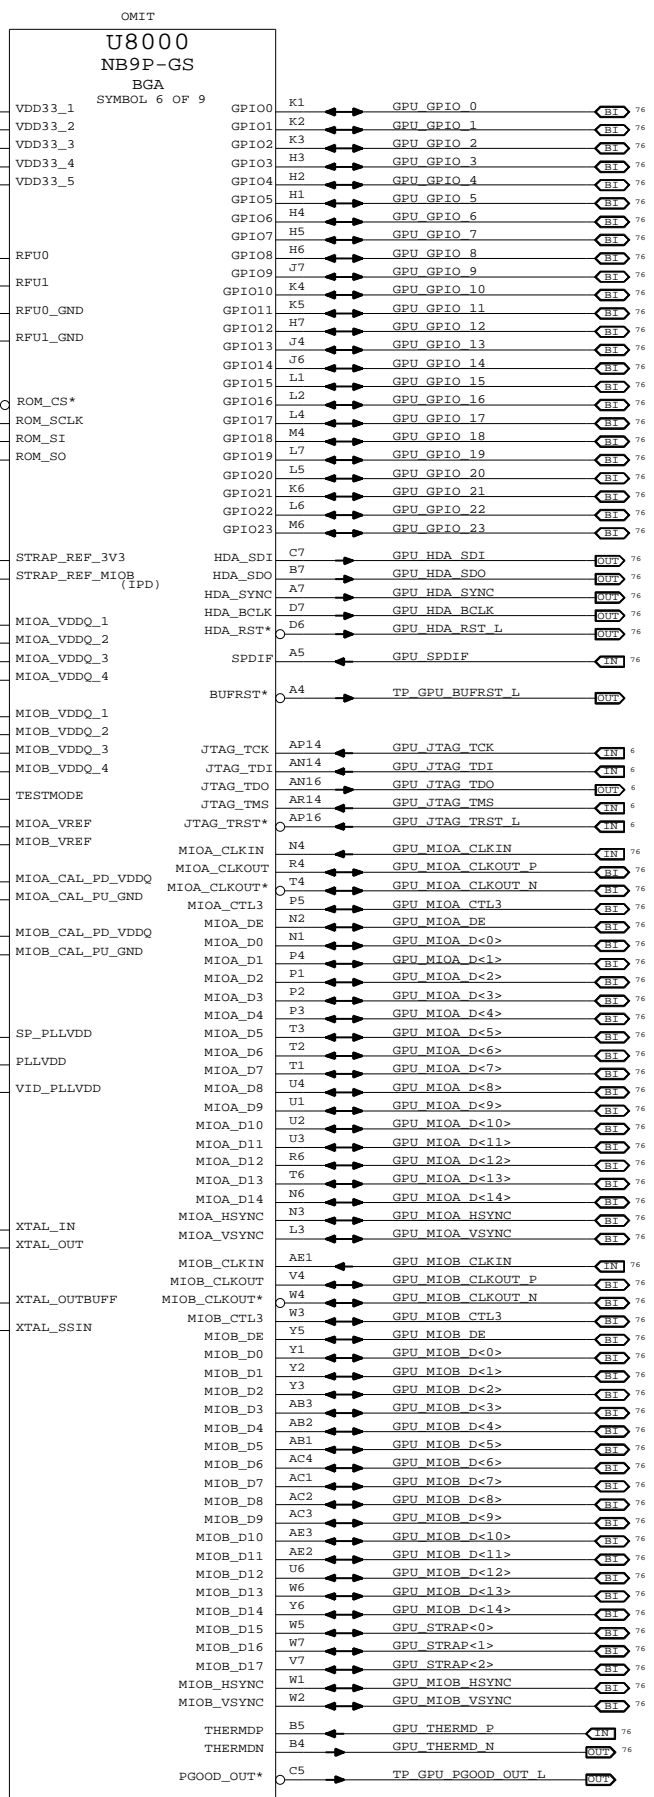 OMIT
U8000
NB9P-GS
BGA
SYMBOL 6 OF 9
VDD33_1 GPIO0 K1 GPU_GPIO_0 BI 76
VDD33_2 GPIO1 K2 GPU_GPIO_1 BI 76
VDD33_3 GPIO2 K3 GPU_GPIO_2 BI 76
VDD33_4 GPIO3 H3 GPU_GPIO_3 BI 76
VDD33_5 GPIO4 H2 GPU_GPIO_4 BI 76
GPIO5 H1 GPU_GPIO_5 BI 76
GPIO6 H4 GPU_GPIO_6 BI 76
GPIO7 H5 GPU_GPIO_7 BI 76
RFU0 GPIO8 H6 GPU_GPIO_8 BI 76
GPIO9 J7 GPU_GPIO_9 BI 76
RFU1 GPIO10 K4 GPU_GPIO_10 BI 76
RFU0_GND GPIO11 K5 GPU_GPIO_11 BI 76
GPIO12 H7 GPU_GPIO_12 BI 76
RFU1_GND GPIO13 J4 GPU_GPIO_13 BI 76
GPIO14 J6 GPU_GPIO_14 BI 76
GPIO15 L1 GPU_GPIO_15 BI 76
ROM_CS* GPIO16 L2 GPU_GPIO_16 BI 76
ROM_SCLK GPIO17 L4 GPU_GPIO_17 BI 76
ROM_SI GPIO18 M4 GPU_GPIO_18 BI 76
ROM_SO GPIO19 L7 GPU_GPIO_19 BI 76
GPIO20 L5 GPU_GPIO_20 BI 76
GPIO21 K6 GPU_GPIO_21 BI 76
GPIO22 L6 GPU_GPIO_22 BI 76
GPIO23 M6 GPU_GPIO_23 BI 76
STRAP_REF_3V3 HDA_SDI C7 GPU_HDA_SDI OUT 76
STRAP_REF_MIOB HDA_SDO B7 GPU_HDA_SDO OUT 76
(IPD)
HDA_SYNC A7 GPU_HDA_SYNC OUT 76
HDA_BCLK D7 GPU_HDA_BCLK OUT 76
MIOA_VDDQ_1 HDA_RST* D6 GPU_HDA_RST_L OUT 76
MIOA_VDDQ_2
MIOA_VDDQ_3 SPDIF A5 GPU_SPDIF IN 76
MIOA_VDDQ_4
BUFRST* A4 TP_GPU_BUFRST_L OUT
MIOB_VDDQ_1
MIOB_VDDQ_2
MIOB_VDDQ_3 JTAG_TCK AP14 GPU_JTAG_TCK IN 6
MIOB_VDDQ_4 JTAG_TDI AN14 GPU_JTAG_TDI IN 6
TESTMODE JTAG_TDO AN16 GPU_JTAG_TDO OUT 6
JTAG_TMS AR14 GPU_JTAG_TMS IN 6
MIOA_VREF JTAG_TRST* AP16 GPU_JTAG_TRST_L IN 6
MIOB_VREF
MIOA_CLKIN N4 GPU_MIOA_CLKIN IN 76
MIOA_CLKOUT R4 GPU_MIOA_CLKOUT_P BI 76
MIOA_CAL_PD_VDDQ MIOA_CLKOUT* T4 GPU_MIOA_CLKOUT_N BI 76
MIOA_CAL_PU_GND MIOA_CTL3 P5 GPU_MIOA_CTL3 BI 76
MIOA_DE N2 GPU_MIOA_DE BI 76
MIOB_CAL_PD_VDDQ MIOA_D0 N1 GPU_MIOA_D<0> BI 76
MIOB_CAL_PU_GND MIOA_D1 P4 GPU_MIOA_D<1> BI 76
MIOA_D2 P1 GPU_MIOA_D<2> BI 76
MIOA_D3 P2 GPU_MIOA_D<3> BI 76
MIOA_D4 P3 GPU_MIOA_D<4> BI 76
SP_PLLVDD MIOA_D5 T3 GPU_MIOA_D<5> BI 76
MIOA_D6 T2 GPU_MIOA_D<6> BI 76
PLLVDD MIOA_D7 T1 GPU_MIOA_D<7> BI 76
VID_PLLVDD MIOA_D8 U4 GPU_MIOA_D<8> BI 76
MIOA_D9 U1 GPU_MIOA_D<9> BI 76
MIOA_D10 U2 GPU_MIOA_D<10> BI 76
MIOA_D11 U3 GPU_MIOA_D<11> BI 76
MIOA_D12 R6 GPU_MIOA_D<12> BI 76
MIOA_D13 T6 GPU_MIOA_D<13> BI 76
MIOA_D14 N6 GPU_MIOA_D<14> BI 76
XTAL_IN MIOA_HSYNC N3 GPU_MIOA_HSYNC BI 76
XTAL_OUT MIOA_VSYNC L3 GPU_MIOA_VSYNC BI 76
MIOB_CLKIN AE1 GPU_MIOB_CLKIN IN 76
MIOB_CLKOUT V4 GPU_MIOB_CLKOUT_P BI 76
XTAL_OUTBUFF MIOB_CLKOUT* W4 GPU_MIOB_CLKOUT_N BI 76
MIOB_CTL3 W3 GPU_MIOB_CTL3 BI 76
XTAL_SSIN MIOB_DE Y5 GPU_MIOB_DE BI 76
MIOB_D0 Y1 GPU_MIOB_D<0> BI 76
MIOB_D1 Y2 GPU_MIOB_D<1> BI 76
MIOB_D2 Y3 GPU_MIOB_D<2> BI 76
MIOB_D3 AB3 GPU_MIOB_D<3> BI 76
MIOB_D4 AB2 GPU_MIOB_D<4> BI 76
MIOB_D5 AB1 GPU_MIOB_D<5> BI 76
MIOB_D6 AC4 GPU_MIOB_D<6> BI 76
MIOB_D7 AC1 GPU_MIOB_D<7> BI 76
MIOB_D8 AC2 GPU_MIOB_D<8> BI 76
MIOB_D9 AC3 GPU_MIOB_D<9> BI 76
MIOB_D10 AE3 GPU_MIOB_D<10> BI 76
MIOB_D11 AE2 GPU_MIOB_D<11> BI 76
MIOB_D12 U6 GPU_MIOB_D<12> BI 76
MIOB_D13 W6 GPU_MIOB_D<13> BI 76
MIOB_D14 Y6 GPU_MIOB_D<14> BI 76
MIOB_D15 W5 GPU_STRAP<0> BI 76
MIOB_D16 W7 GPU_STRAP<1> BI 76
MIOB_D17 V7 GPU_STRAP<2> BI 76
MIOB_HSYNC W1 GPU_MIOB_HSYNC BI 76
MIOB_VSYNC W2 GPU_MIOB_VSYNC BI 76
THERMDP B5 GPU_THERMD_P IN 76
THERMDN B4 GPU_THERMD_N OUT 76
PGOOD_OUT* C5 TP_GPU_PGOOD_OUT_L OUT